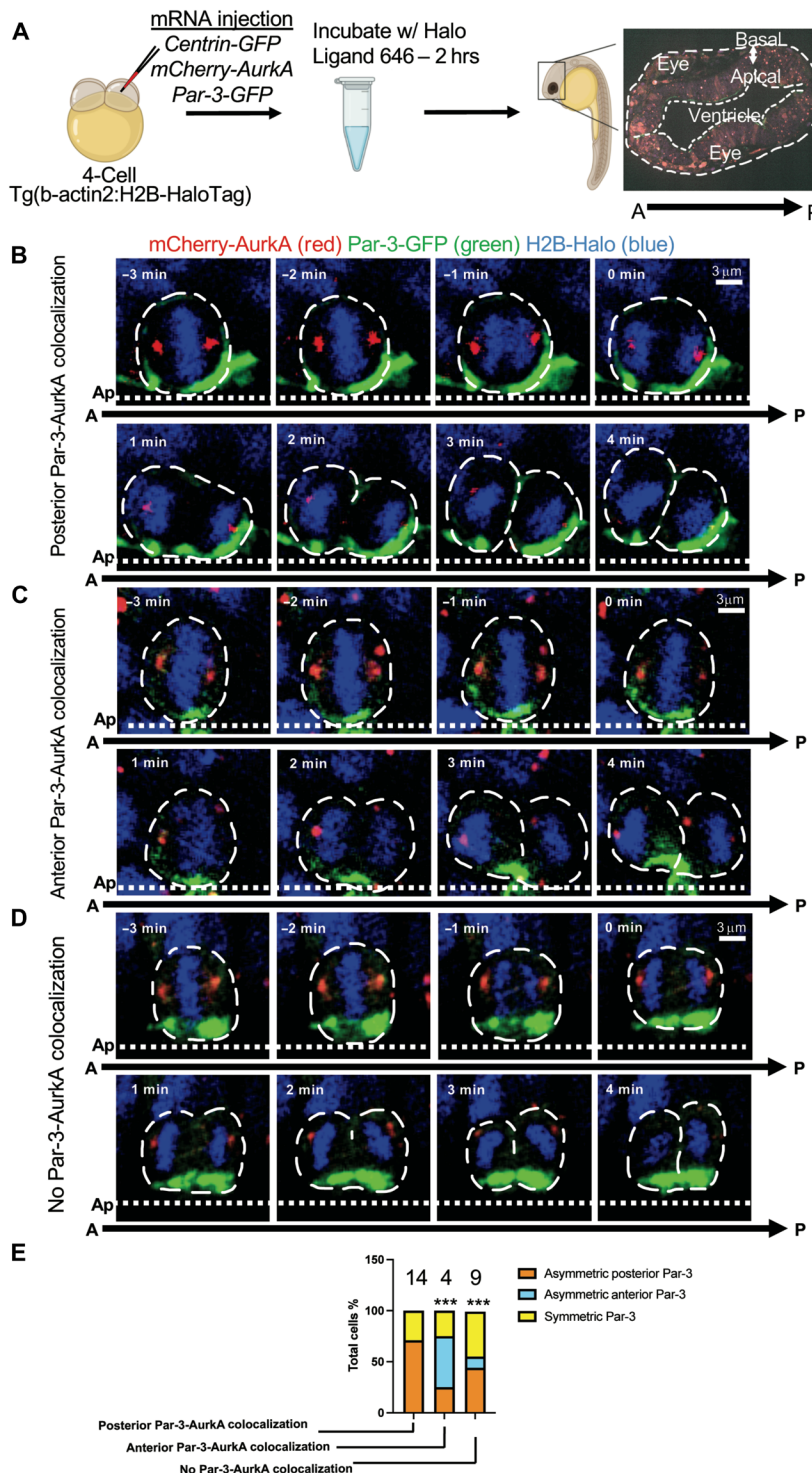 A
mRNA injection
Centrin-GFP
mCherry-AurkA
Par-3-GFP
Incubate w/ Halo
Ligand 646 – 2 hrs
4-Cell
Tg(b-actin2:H2B-HaloTag)
Basal
Eye
Apical
Ventricle
Eye
A
P
mCherry-AurkA (red) Par-3-GFP (green) H2B-Halo (blue)
B
Posterior Par-3-AurkA colocalization
–3 min
–2 min
–1 min
0 min
3 µm
Ap
A
P
1 min
2 min
3 min
4 min
Ap
A
P
C
Anterior Par-3-AurkA colocalization
–3 min
–2 min
–1 min
0 min
3 µm
Ap
A
P
1 min
2 min
3 min
4 min
Ap
A
P
D
No Par-3-AurkA colocalization
–3 min
–2 min
–1 min
0 min
3 µm
Ap
A
P
1 min
2 min
3 min
4 min
Ap
A
P
E
Total cells %
150
100
50
0
14 4 9
*** ***
Asymmetric posterior Par-3
Asymmetric anterior Par-3
Symmetric Par-3
Posterior Par-3-AurkA colocalization
Anterior Par-3-AurkA colocalization
No Par-3-AurkA colocalization